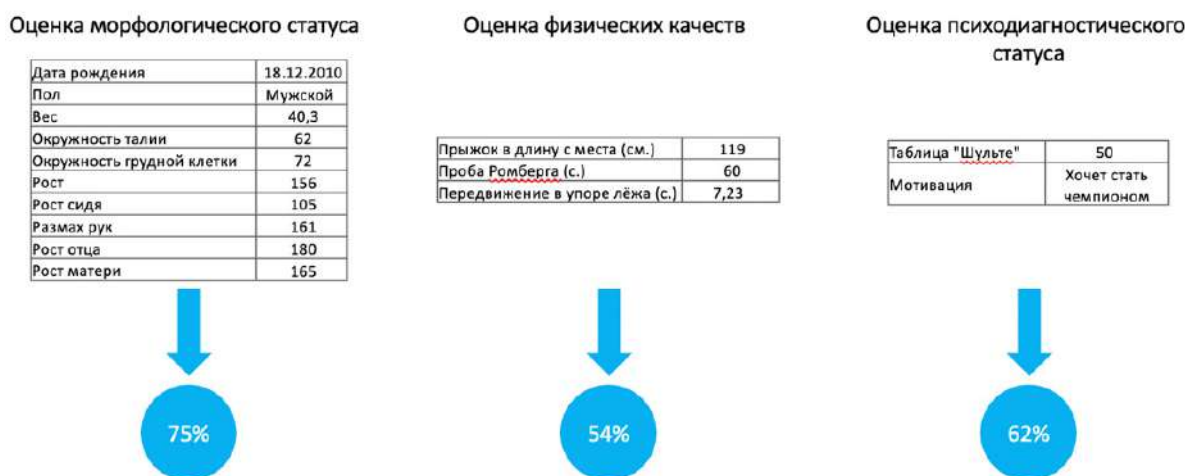 Оценка морфологического статуса
Дата рождения 18.12.2010
Пол Мужской
Вес 40,3
Окружность талии 62
Окружность грудной клетки 72
Рост 156
Рост сидя 105
Размах рук 161
Рост отца 180
Рост матери 165
75%
Оценка физических качеств
Прыжок в длину с места (см.) 119
Проба Ромберга (с.) 60
Передвижение в упоре лёжа (с.) 7,23
54%
Оценка психодиагностического
статуса
Таблица "Шульте" 50
Мотивация Хочет стать
чемпионом
62%